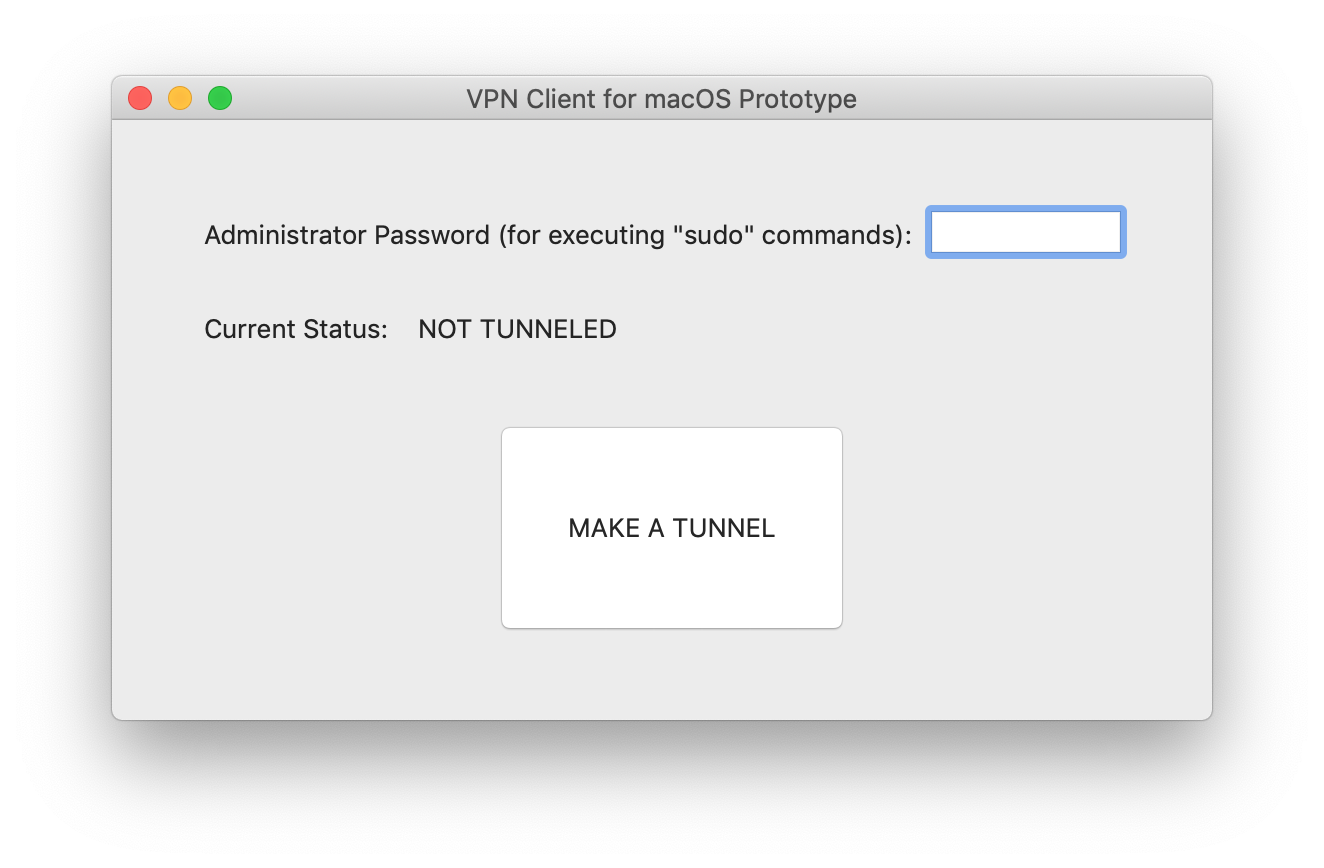 VPN Client for macOS Prototype
Administrator Password (for executing "sudo" commands):
Current Status: NOT TUNNELED
MAKE A TUNNEL